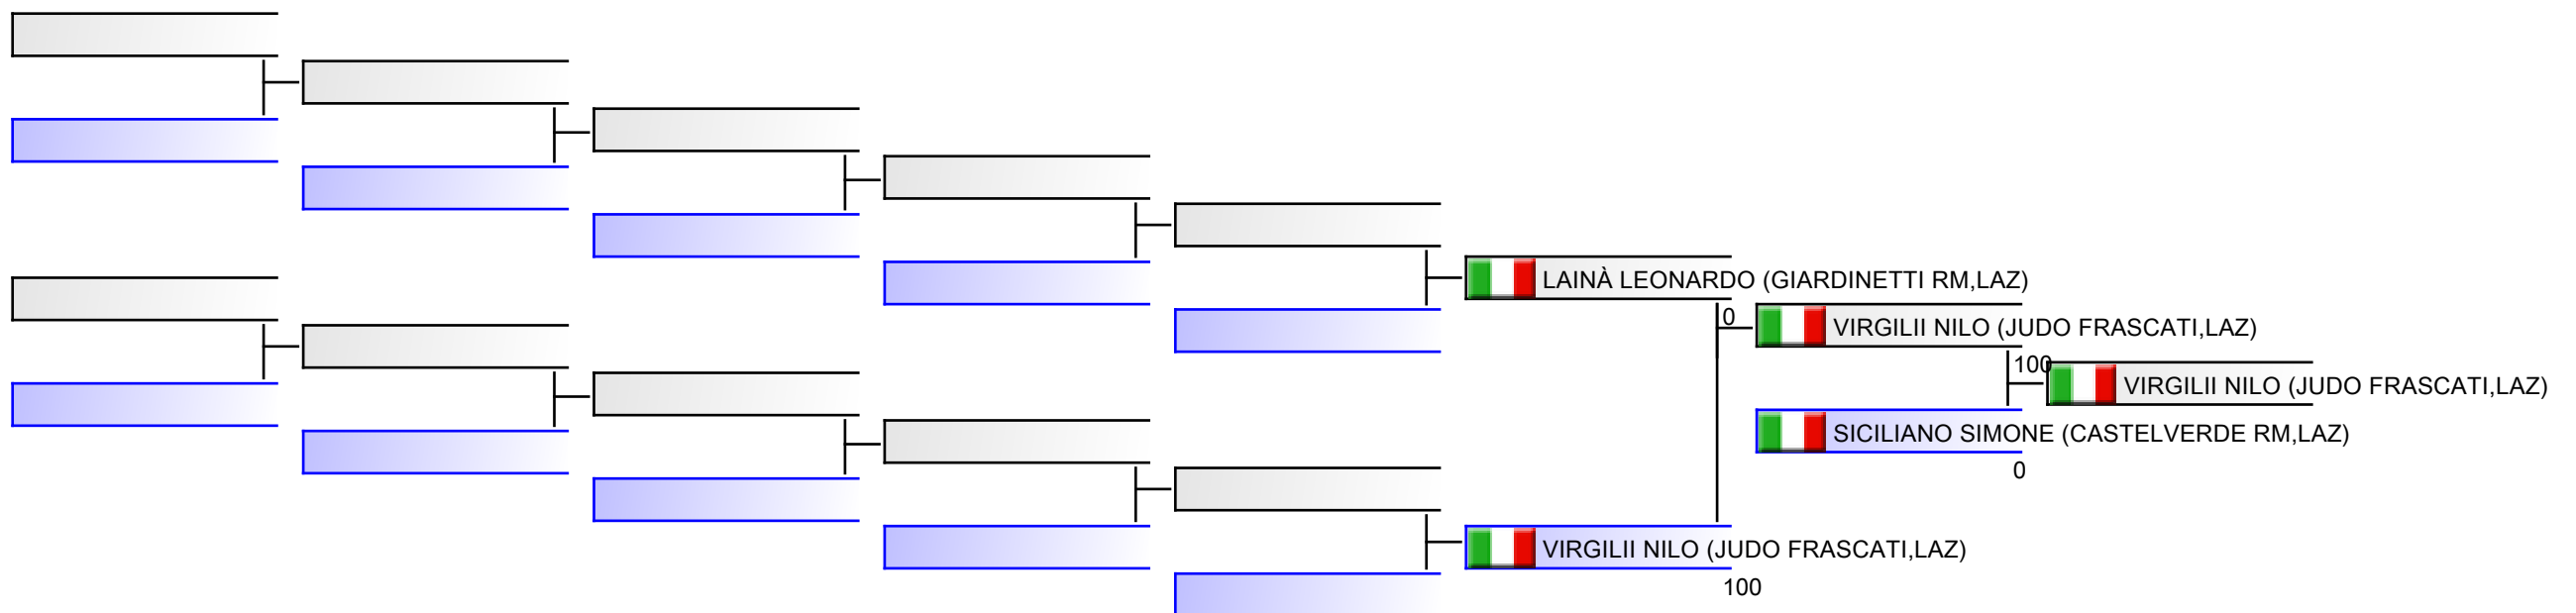 LAINÀ LEONARDO (GIARDINETTI RM,LAZ)
0
VIRGILII NILO (JUDO FRASCATI,LAZ)
100
VIRGILII NILO (JUDO FRASCATI,LAZ)
SICILIANO SIMONE (CASTELVERDE RM,LAZ)
0
VIRGILII NILO (JUDO FRASCATI,LAZ)
100